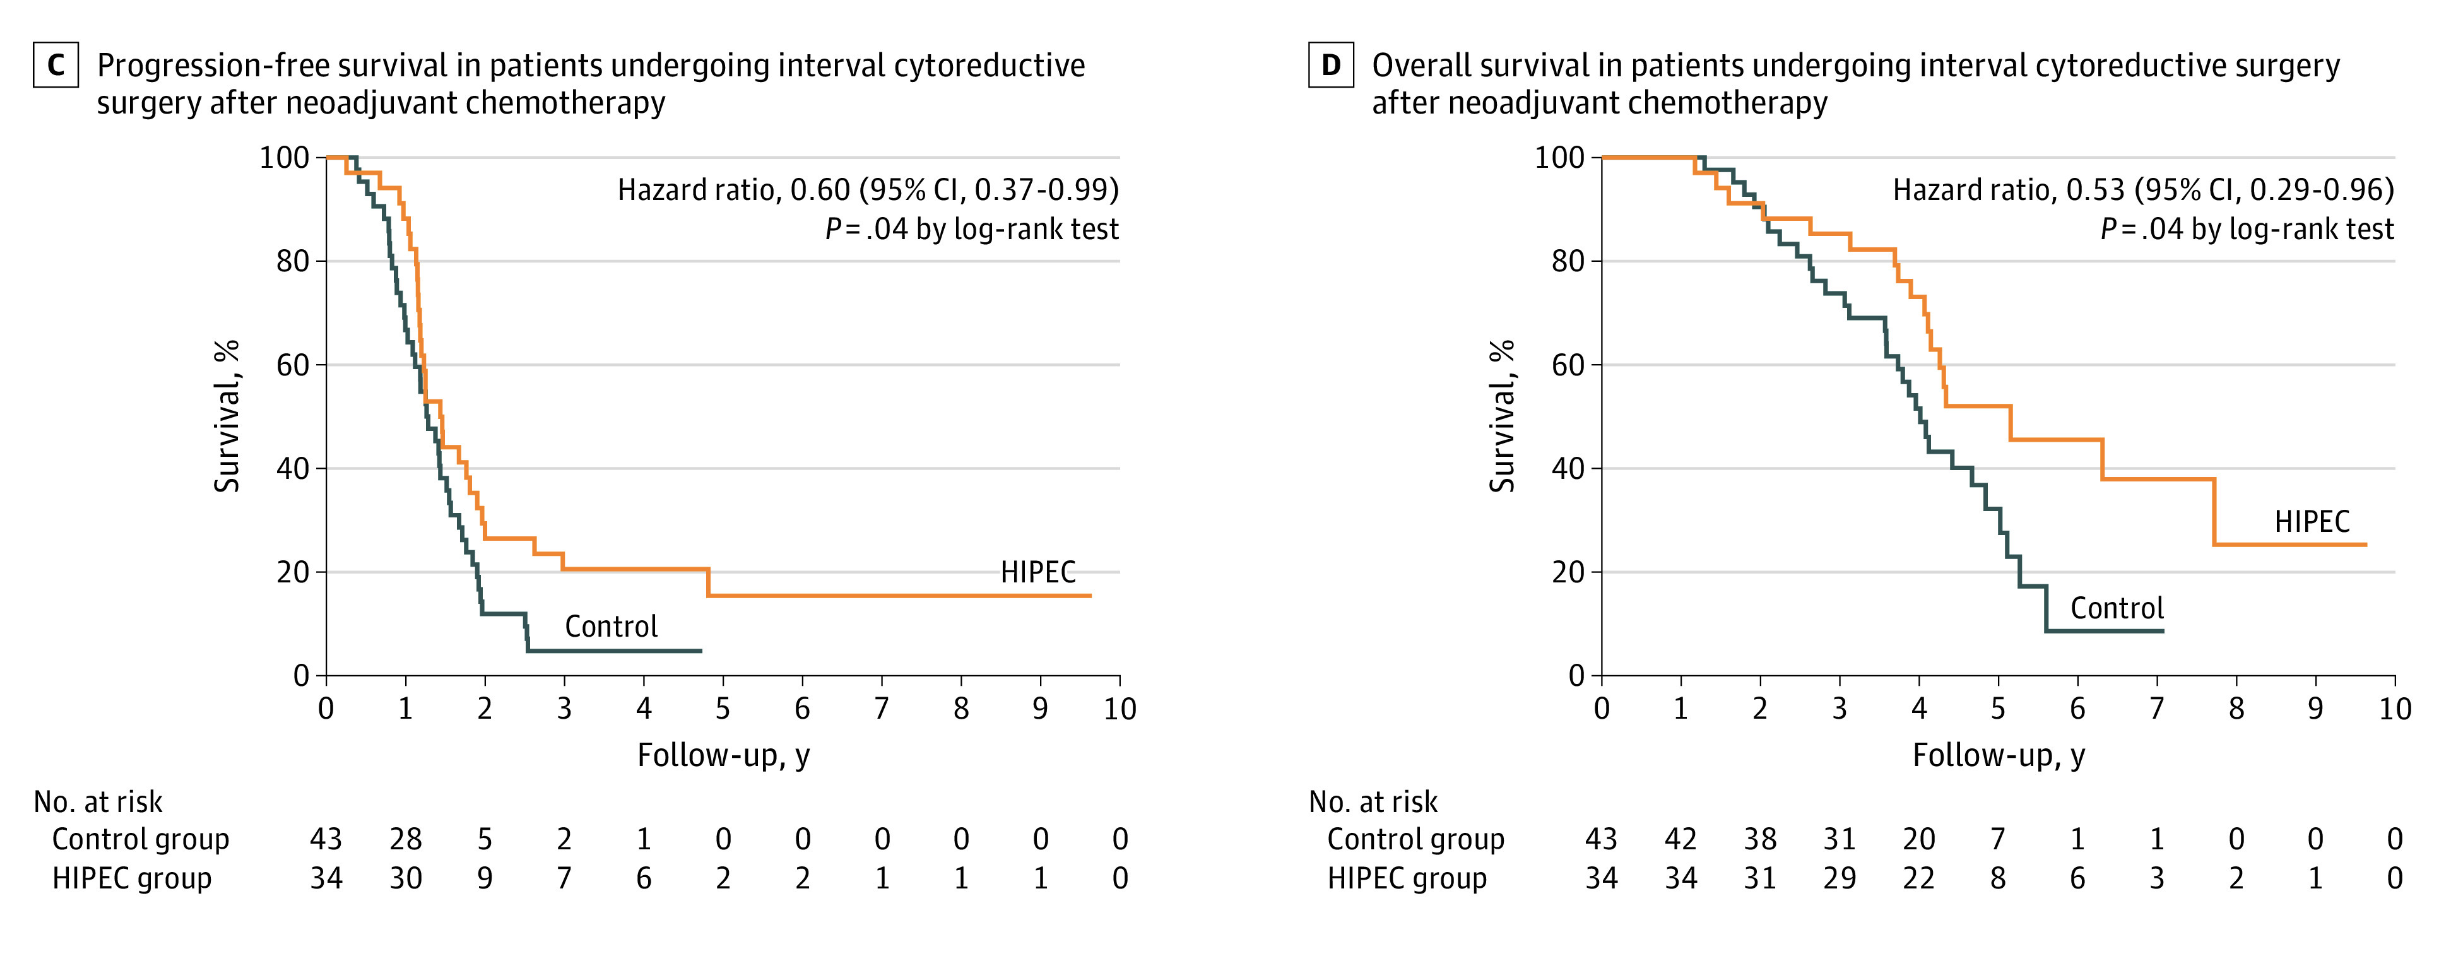 C Progression-free survival in patients undergoing interval cytoreductive
surgery after neoadjuvant chemotherapy
100
80
60
40
20
0
Survival, %
Hazard ratio, 0.60 (95% CI, 0.37-0.99)
P = .04 by log-rank test
HIPEC
Control
0 1 2 3 4 5 6 7 8 9 10
Follow-up, y
No. at risk
Control group 43 28 5 2 1 0 0 0 0 0 0
HIPEC group 34 30 9 7 6 2 2 1 1 1 0
D Overall survival in patients undergoing interval cytoreductive surgery
after neoadjuvant chemotherapy
100
80
60
40
20
0
Survival, %
Hazard ratio, 0.53 (95% CI, 0.29-0.96)
P = .04 by log-rank test
HIPEC
Control
0 1 2 3 4 5 6 7 8 9 10
Follow-up, y
No. at risk
Control group 43 42 38 31 20 7 1 1 0 0 0
HIPEC group 34 34 31 29 22 8 6 3 2 1 0